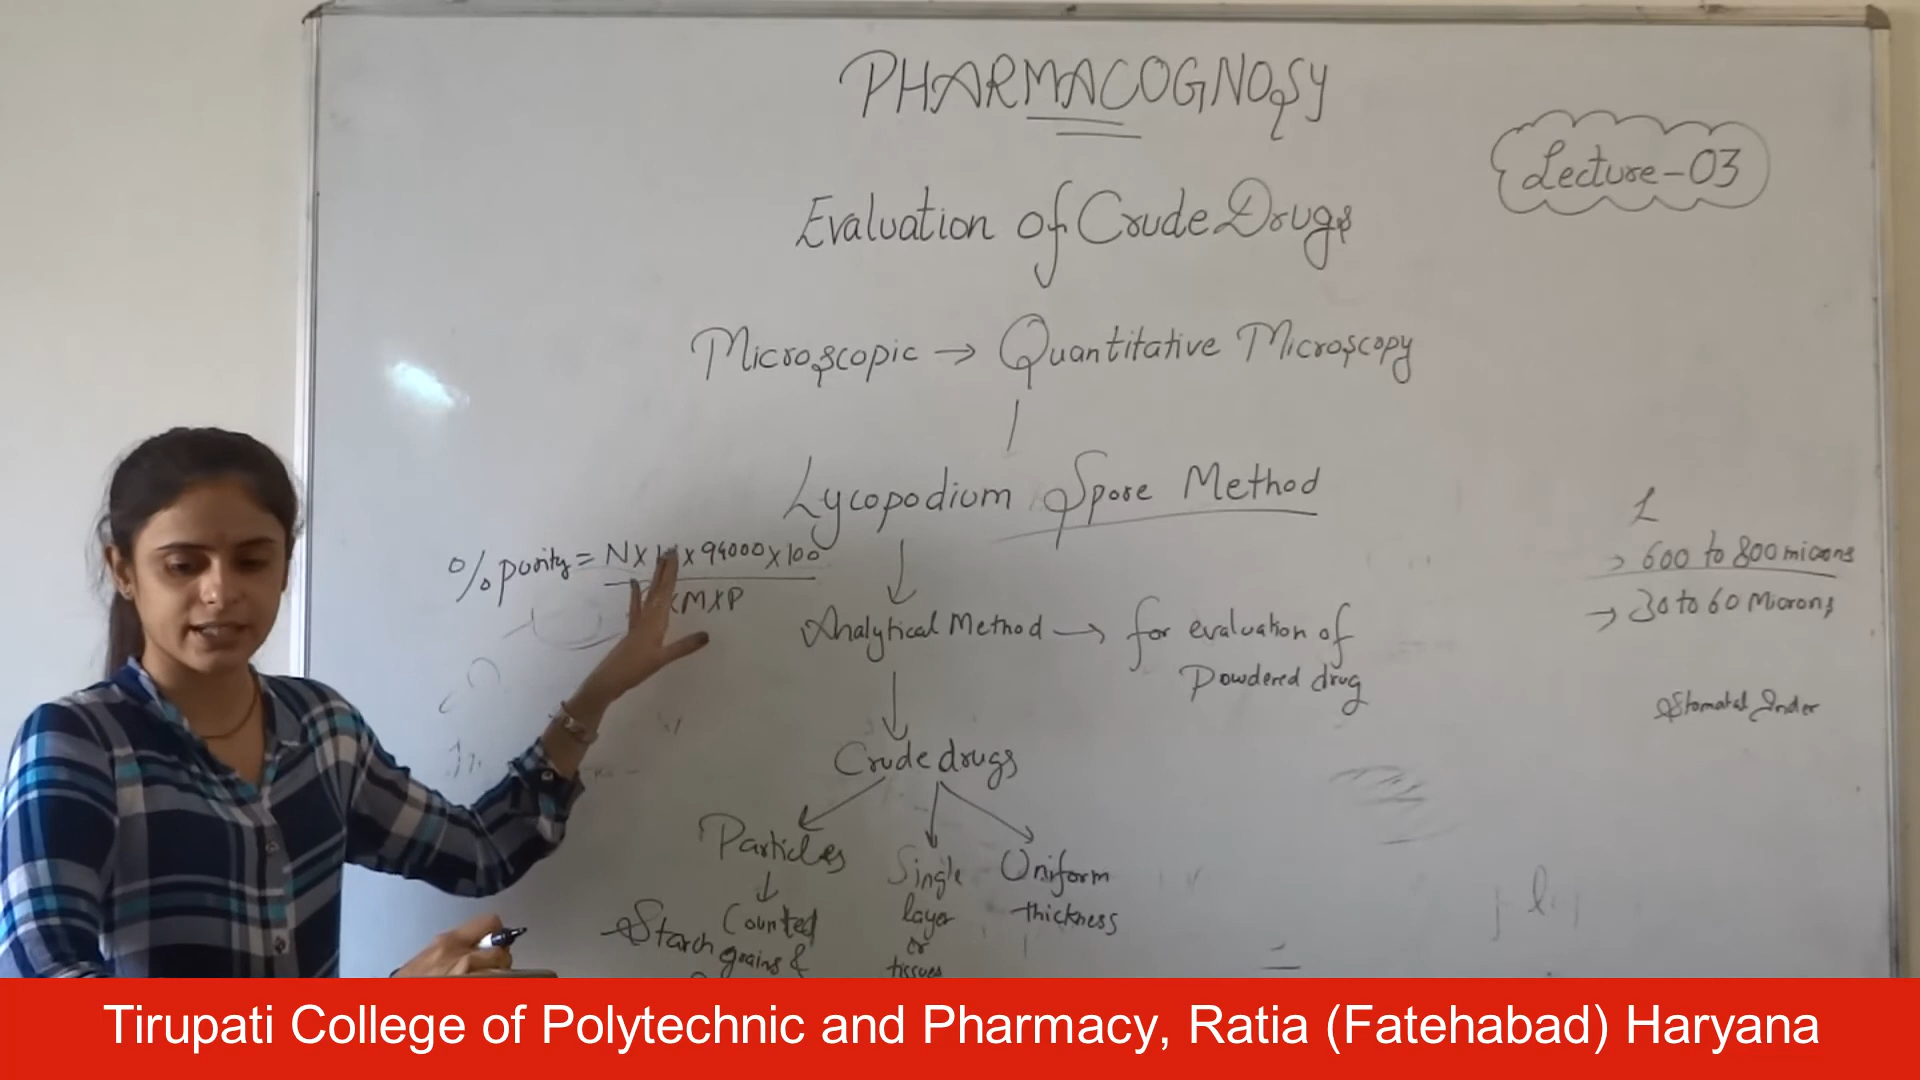 PHARMACOGNOSY
Lecture-03
Evaluation of Crude Drugs
Microscopic → Quantitative Microscopy
Lycopodium Spore Method
% purity = N X X 94000 X 100
X M X P
L
→ 600 to 800 microns
→ 30 to 60 Microns
Analytical Method → for evaluation of
Powdered drug
Stomatal Index
Crude drugs
Particles
Single
layer
or
tissues
Uniform
thickness
Counted
Starch grains &
Tirupati College of Polytechnic and Pharmacy, Ratia (Fatehabad) Haryana